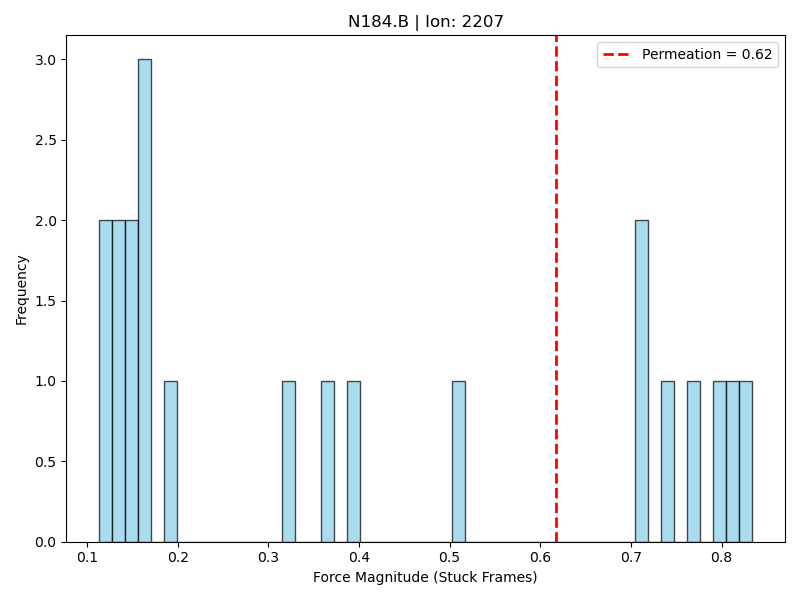 N184.B | Ion: 2207
Permeation = 0.62
3.0
2.5
2.0
1.5
1.0
0.5
0.0
Frequency
0.1 0.2 0.3 0.4 0.5 0.6 0.7 0.8
Force Magnitude (Stuck Frames)